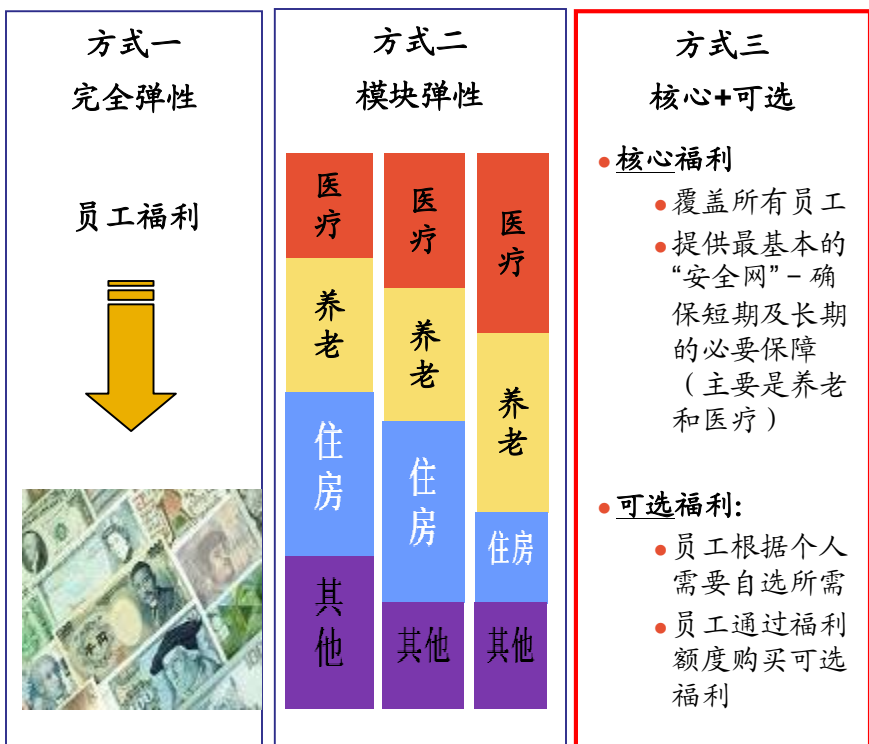 方式一
完全弹性
员工福利
方式二
模块弹性
医疗
养老
住房
其他
医疗
养老
住房
其他
医疗
养老
住房
其他
方式三
核心+可选
核心福利
覆盖所有员工
提供最基本的
“安全网”－确
保短期及长期
的必要保障
（主要是养老
和医疗）
可选福利:
员工根据个人
需要自选所需
员工通过福利
额度购买可选
福利